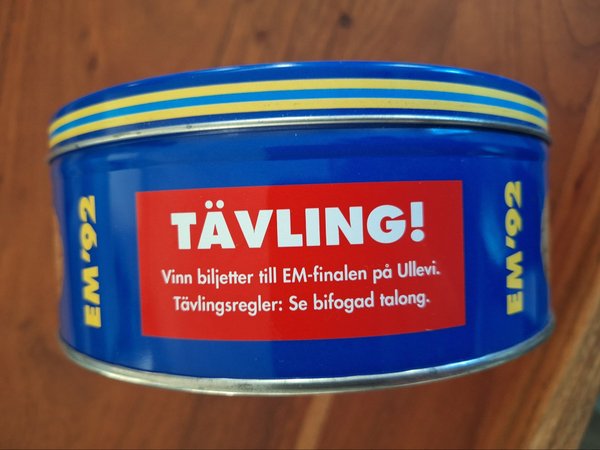 EM '92
TÄVLING!
Vinn biljetter till EM-finalen på Ullevi.
Tävlingsregler: Se bifogad talong.
EM '92